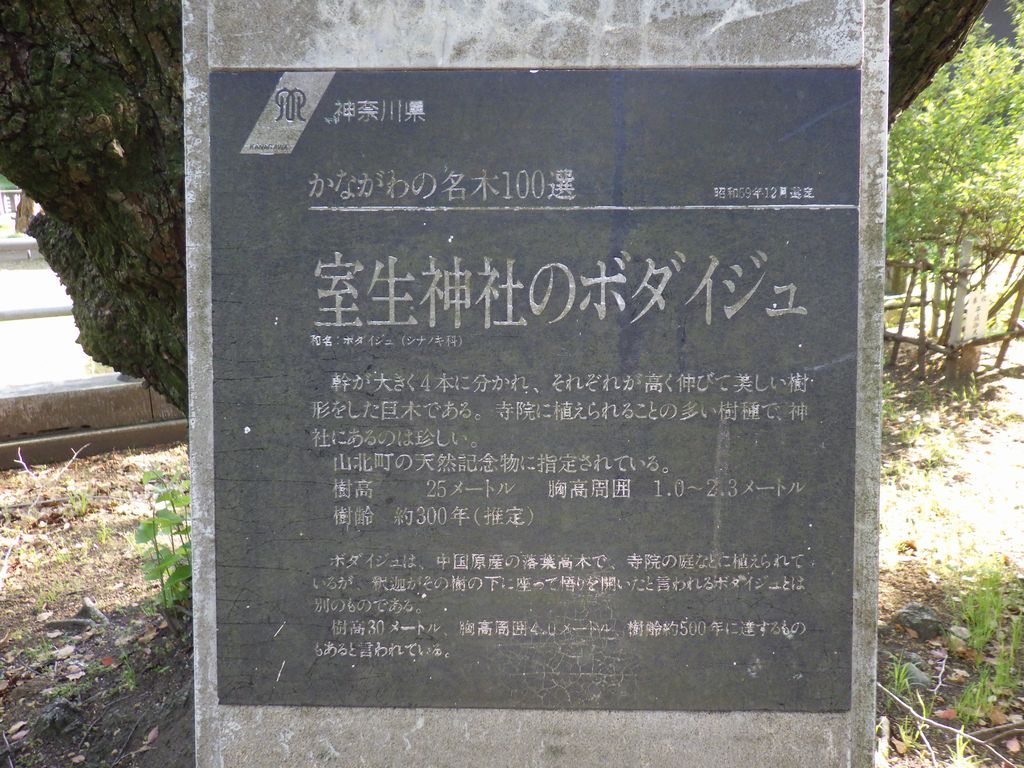 神奈川県
KANAGAWA
かながわの名木100選
昭和59年12月選定
室生神社のボダイジュ
和名:ボダイジュ(シナノキ科)
幹が大きく4本に分かれ、それぞれが高く伸びて美しい樹
形をした巨木である。寺院に植えられることの多い樹種で、神
社にあるのは珍しい。
山北町の天然記念物に指定されている。
樹高 25メートル 胸高周囲 1.0～2.3メートル
樹齢 約300年(推定)
ボダイジュは、中国原産の落葉高木で、寺院の庭などに植えられて
いるが、釈迦がその樹の下に座って悟りを開いたと言われるボダイジュとは
別のものである。
樹高30メートル、胸高周囲4.0メートル、樹齢約500年に達するもの
もあると言われている。